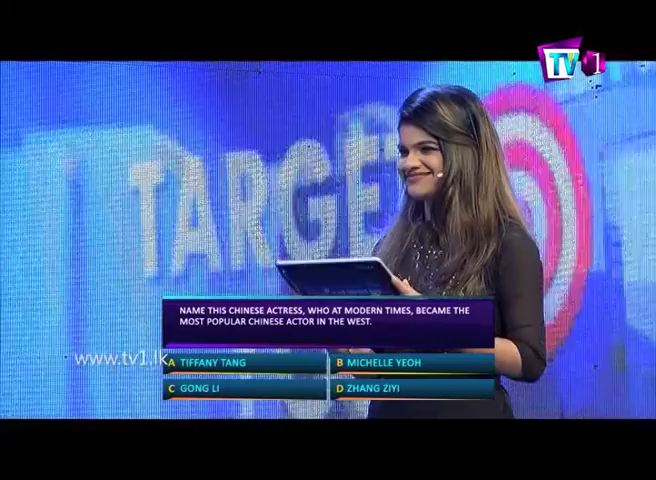 TV1
TARGET
NAME THIS CHINESE ACTRESS, WHO AT MODERN TIMES, BECAME THE
MOST POPULAR CHINESE ACTOR IN THE WEST.
www.tv1.lk
A TIFFANY TANG
B MICHELLE YEOH
C GONG LI
D ZHANG ZIYI